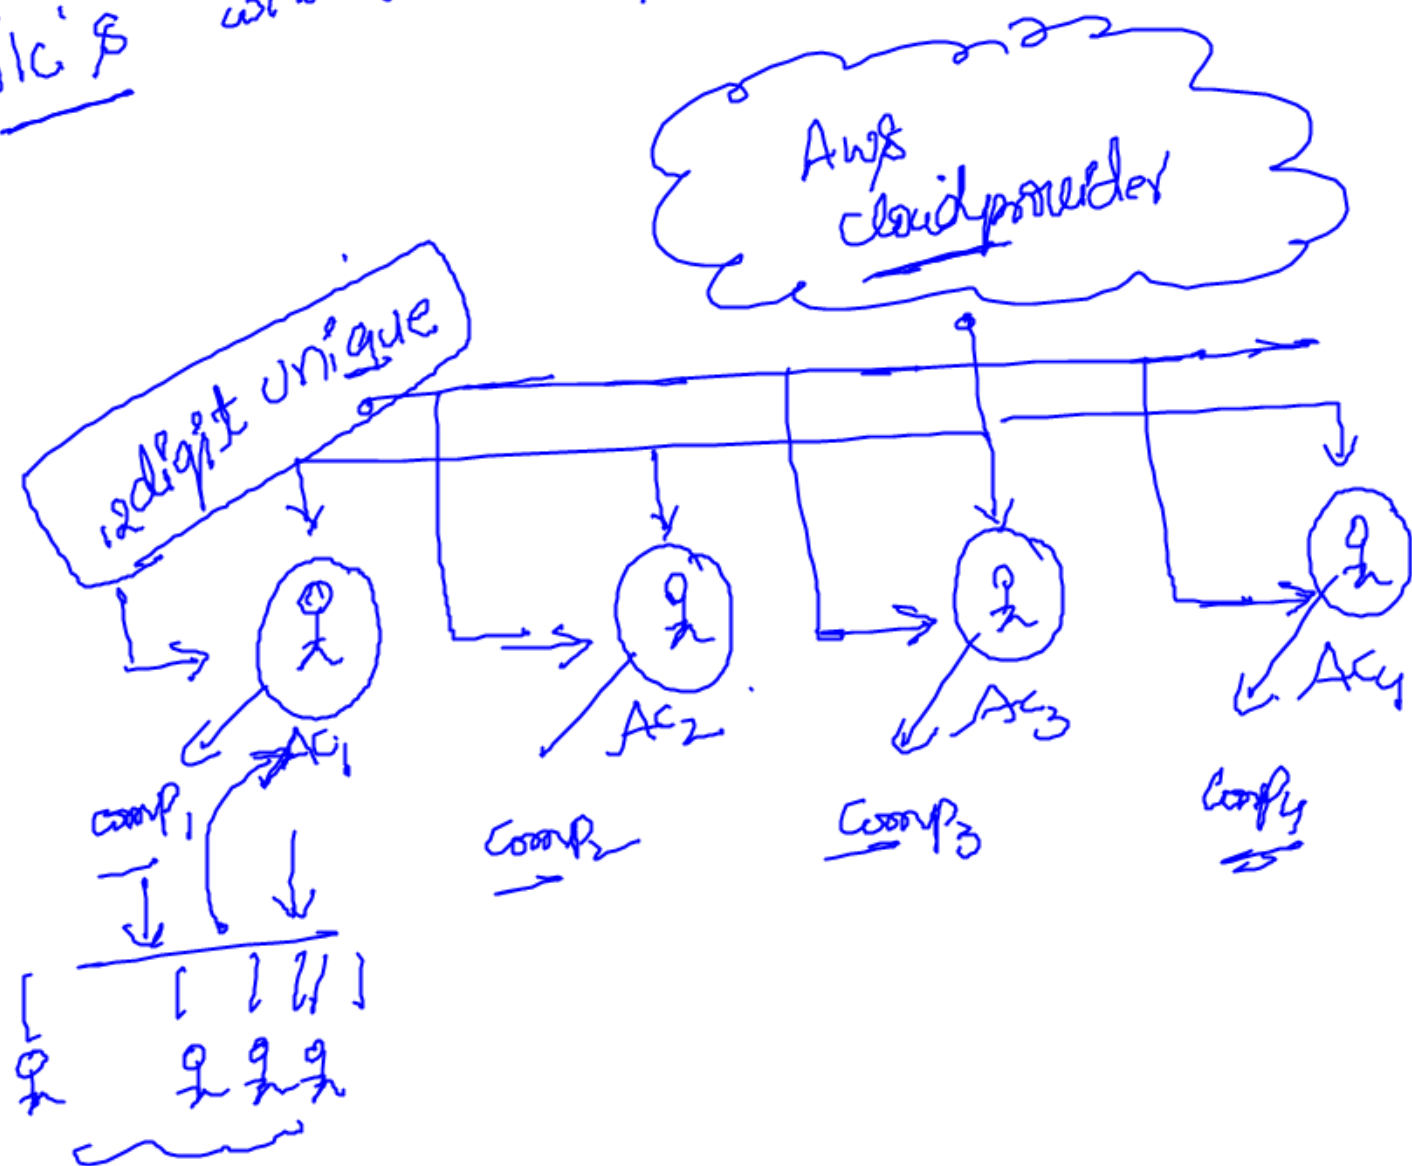 Aws
cloudprovider
12digit unique
AC1
AC2
AC3
AC4
comp1
Comp2
Comp3
Comp4